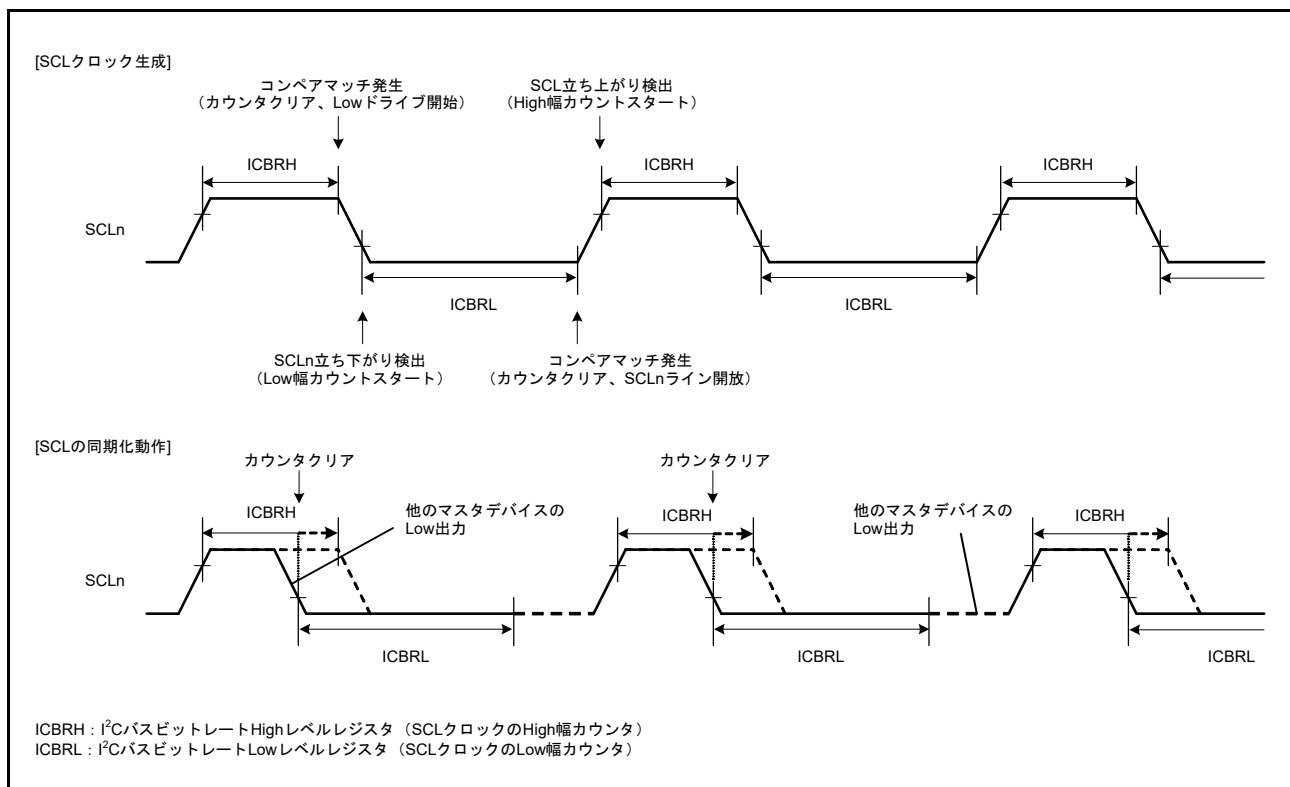 [SCLクロック生成]
コンペアマッチ発生
（カウンタクリア、Lowドライブ開始）
SCL立ち上がり検出
（High幅カウントスタート）
ICBRH
ICBRH
ICBRH
SCLn
ICBRL
ICBRL
SCLn立ち下がり検出
（Low幅カウントスタート）
コンペアマッチ発生
（カウンタクリア、SCLnライン開放）
[SCLの同期化動作]
カウンタクリア
カウンタクリア
ICBRH
他のマスタデバイスの
Low出力
ICBRH
他のマスタデバイスの
Low出力
ICBRH
SCLn
ICBRL
ICBRL
ICBRL
ICBRH：I²CバスビットレートHighレベルレジスタ（SCLクロックのHigh幅カウンタ）
ICBRL：I²CバスビットレートLowレベルレジスタ（SCLクロックのLow幅カウンタ）